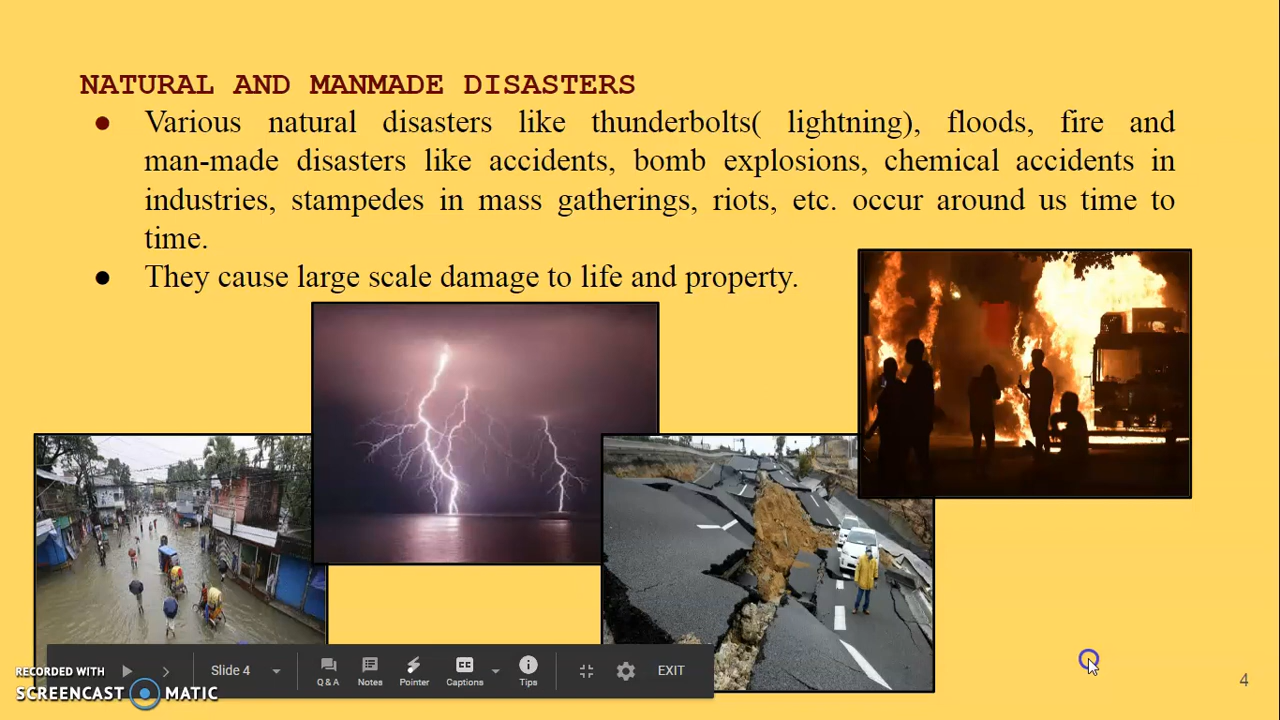 NATURAL AND MANMADE DISASTERS
● Various natural disasters like thunderbolts( lightning), floods, fire and
man-made disasters like accidents, bomb explosions, chemical accidents in
industries, stampedes in mass gatherings, riots, etc. occur around us time to
time.
● They cause large scale damage to life and property.
RECORDED WITH
SCREENCAST MATIC
Slide 4
Q & A
Notes
Pointer
Captions
Tips
EXIT
4